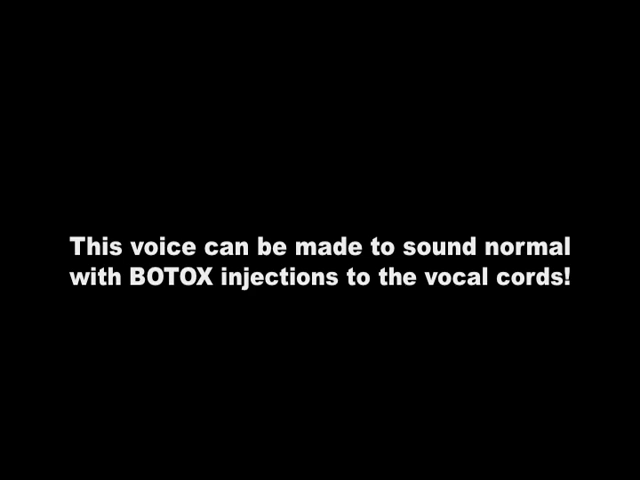 This voice can be made to sound normal
with BOTOX injections to the vocal cords!